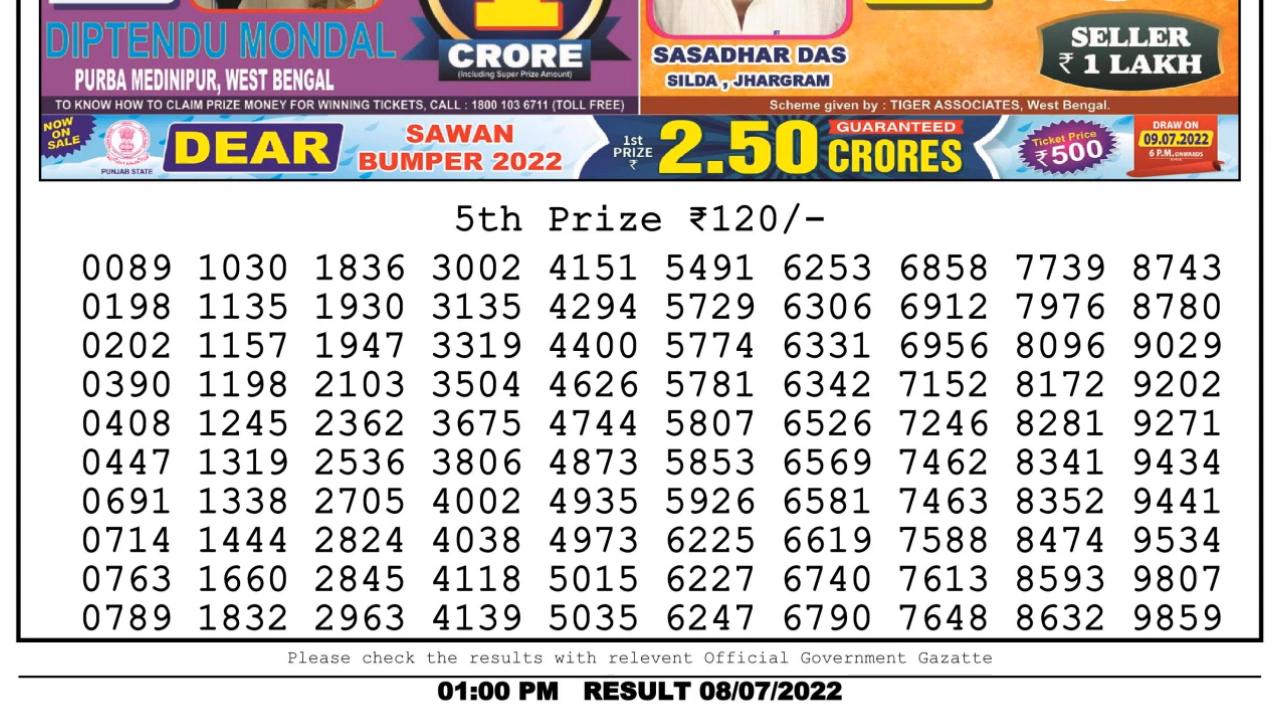 DIPTENDU MONDAL
PURBA MEDINIPUR, WEST BENGAL
1
CRORE
(Including Super Prize Amount)
SASADHAR DAS
SILDA , JHARGRAM
SELLER
₹ 1 LAKH
TO KNOW HOW TO CLAIM PRIZE MONEY FOR WINNING TICKETS, CALL : 1800 103 6711 (TOLL FREE)
Scheme given by : TIGER ASSOCIATES, West Bengal.
NOW
ON
SALE
PUNJAB STATE
DEAR
SAWAN
BUMPER 2022
1st
PRIZE
₹
2.50
GUARANTEED
CRORES
Ticket Price
₹500
DRAW ON
09.07.2022
6 P.M. ONWARDS
5th Prize ₹120/-
0089 1030 1836 3002 4151 5491 6253 6858 7739 8743
0198 1135 1930 3135 4294 5729 6306 6912 7976 8780
0202 1157 1947 3319 4400 5774 6331 6956 8096 9029
0390 1198 2103 3504 4626 5781 6342 7152 8172 9202
0408 1245 2362 3675 4744 5807 6526 7246 8281 9271
0447 1319 2536 3806 4873 5853 6569 7462 8341 9434
0691 1338 2705 4002 4935 5926 6581 7463 8352 9441
0714 1444 2824 4038 4973 6225 6619 7588 8474 9534
0763 1660 2845 4118 5015 6227 6740 7613 8593 9807
0789 1832 2963 4139 5035 6247 6790 7648 8632 9859
Please check the results with relevent Official Government Gazatte
01:00 PM RESULT 08/07/2022